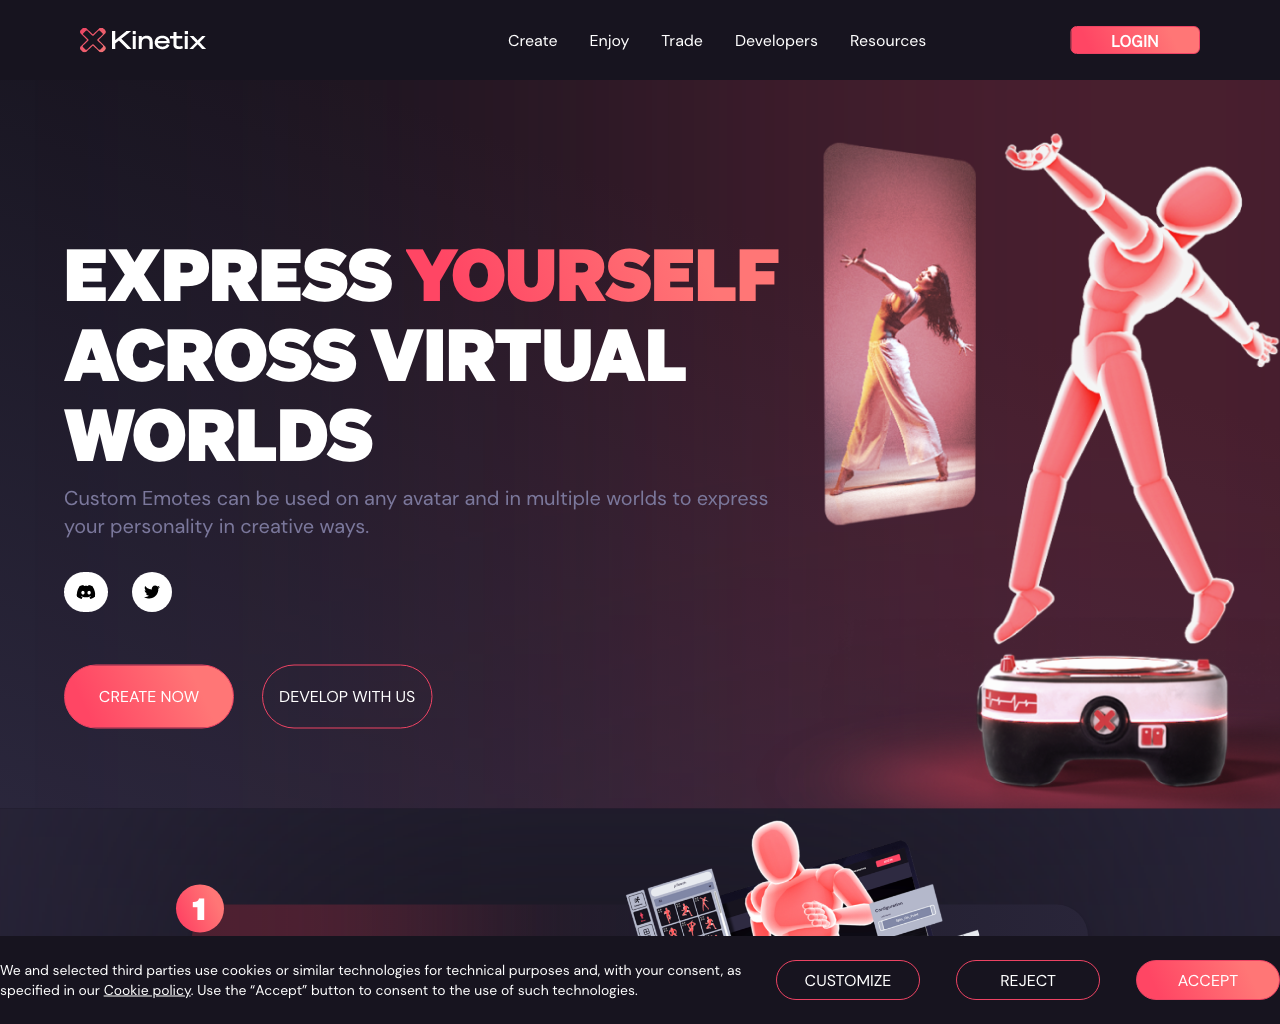 Kinetix
Create Enjoy Trade Developers Resources
LOGIN
EXPRESS YOURSELF
ACROSS VIRTUAL
WORLDS
Custom Emotes can be used on any avatar and in multiple worlds to express
your personality in creative ways.
CREATE NOW
DEVELOP WITH US
1
Configuration
We and selected third parties use cookies or similar technologies for technical purposes and, with your consent, as
specified in our Cookie policy. Use the “Accept” button to consent to the use of such technologies.
CUSTOMIZE
REJECT
ACCEPT